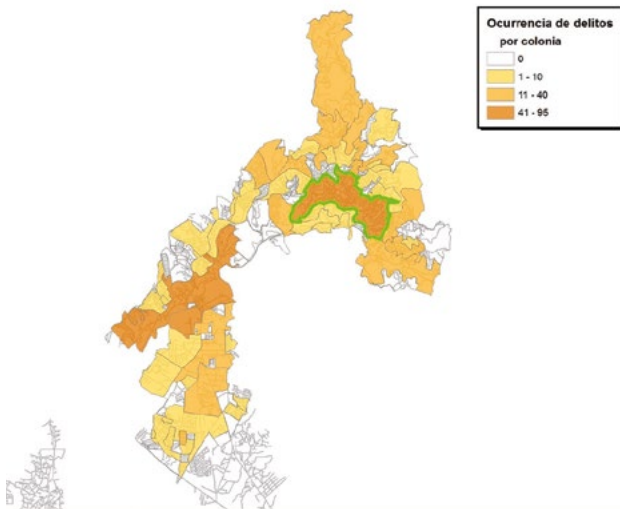 Ocurrencia de delitos
por colonia
0
1 - 10
11 - 40
41 - 95